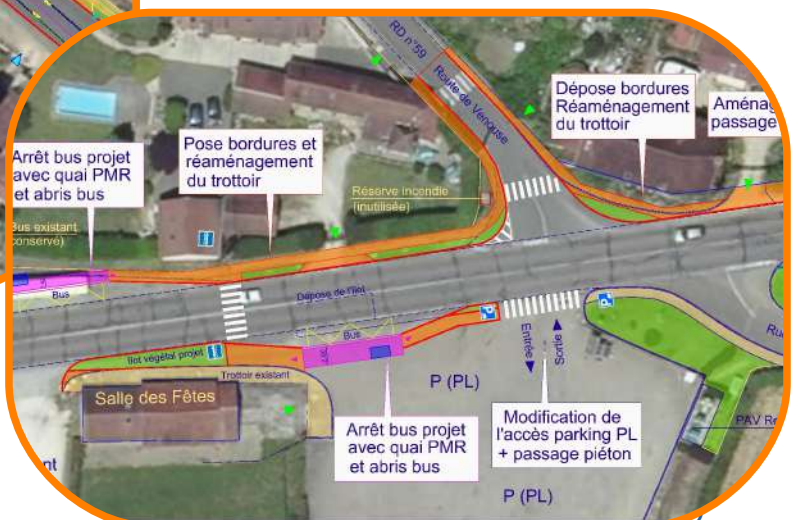 RD n°59
Route de Venouse
Dépose bordures
Réaménagement
du trottoir
Aménag
passage
Pose bordures et
réaménagement
du trottoir
Arrêt bus projet
avec quai PMR
et abris bus
Réserve incendie
(inutilisée)
Bus existant
conservé)
Bus
Dépose de l'îlot
Bus
Îlot végétal projet
Trottoir existant
Salle des Fêtes
P
P
Entrée
Sortie
P (PL)
Arrêt bus projet
avec quai PMR
et abris bus
Modification de
l'accès parking PL
+ passage piéton
PAV Re
P (PL)
nt